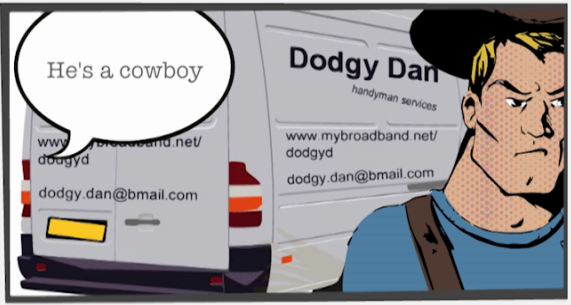 He's a cowboy
Dodgy Dan
handyman services
www.mybroadband.net/
dodgyd
dodgy.dan@bmail.com
www.mybroadband.net/
dodgyd
dodgy.dan@bmail.com